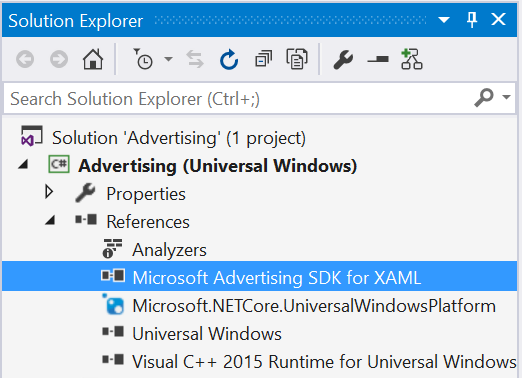 Solution Explorer
Search Solution Explorer (Ctrl+;)
Solution 'Advertising' (1 project)
C# Advertising (Universal Windows)
Properties
References
Analyzers
Microsoft Advertising SDK for XAML
Microsoft.NETCore.UniversalWindowsPlatform
Universal Windows
Visual C++ 2015 Runtime for Universal Windows